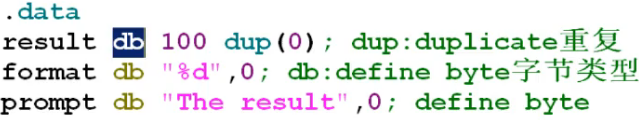 .data
result db 100 dup(0); dup:duplicate重复
format db "%d",0; db:define byte字节类型
prompt db "The result",0; define byte